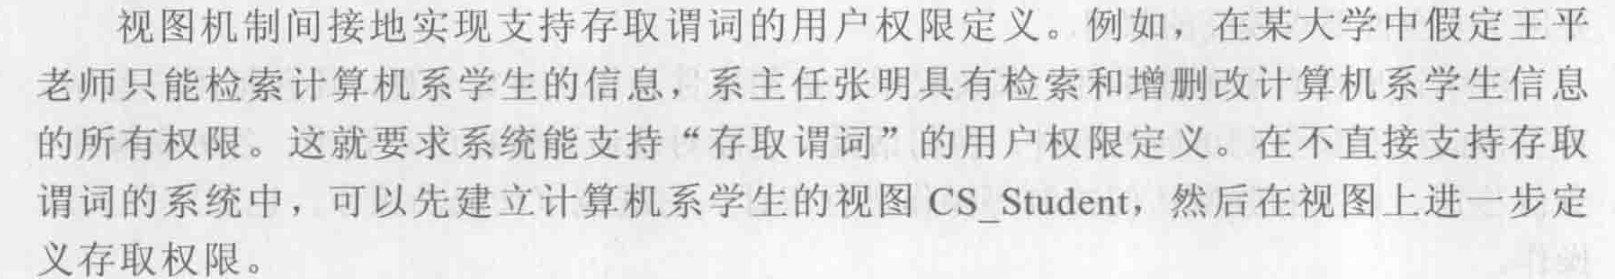 视图机制间接地实现支持存取谓词的用户权限定义。例如，在某大学中假定王平
老师只能检索计算机系学生的信息，系主任张明具有检索和增删改计算机系学生信息
的所有权限。这就要求系统能支持“存取谓词”的用户权限定义。在不直接支持存取
谓词的系统中，可以先建立计算机系学生的视图 CS_Student，然后在视图上进一步定
义存取权限。